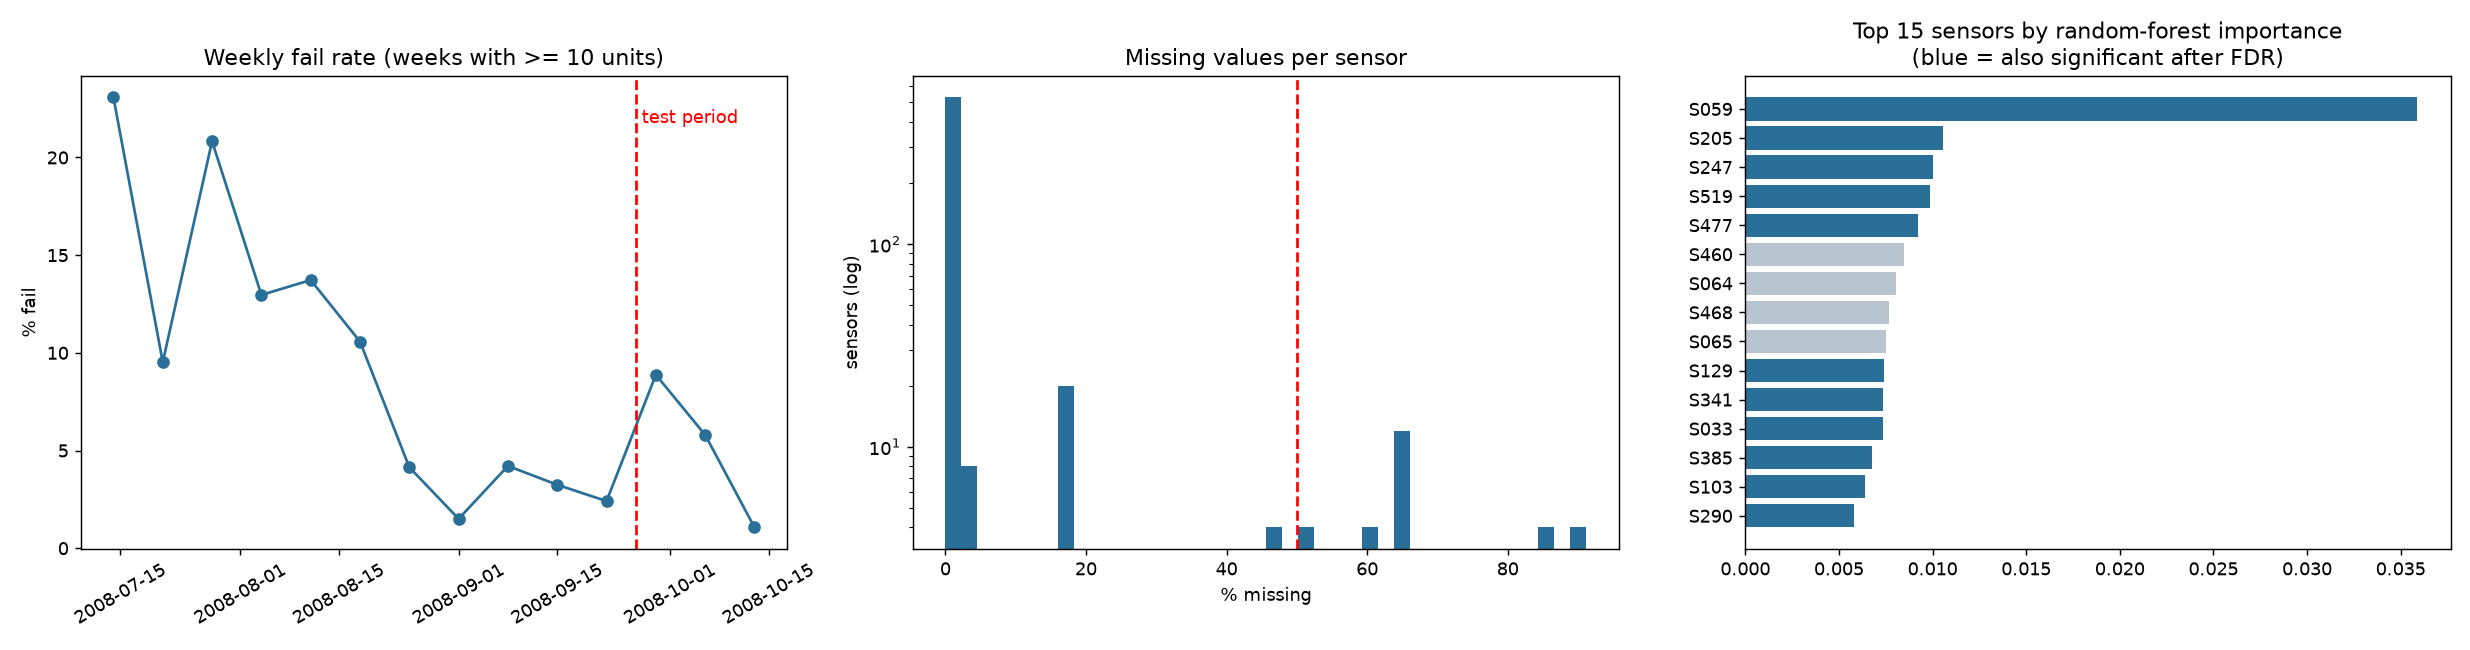 Weekly fail rate (weeks with >= 10 units)
% fail
20
15
10
5
0
test period
2008-07-15
2008-08-01
2008-08-15
2008-09-01
2008-09-15
2008-10-01
2008-10-15
Missing values per sensor
sensors (log)
10²
10¹
0
20
40
60
80
% missing
Top 15 sensors by random-forest importance
(blue = also significant after FDR)
S059
S205
S247
S519
S477
S460
S064
S468
S065
S129
S341
S033
S385
S103
S290
0.000
0.005
0.010
0.015
0.020
0.025
0.030
0.035